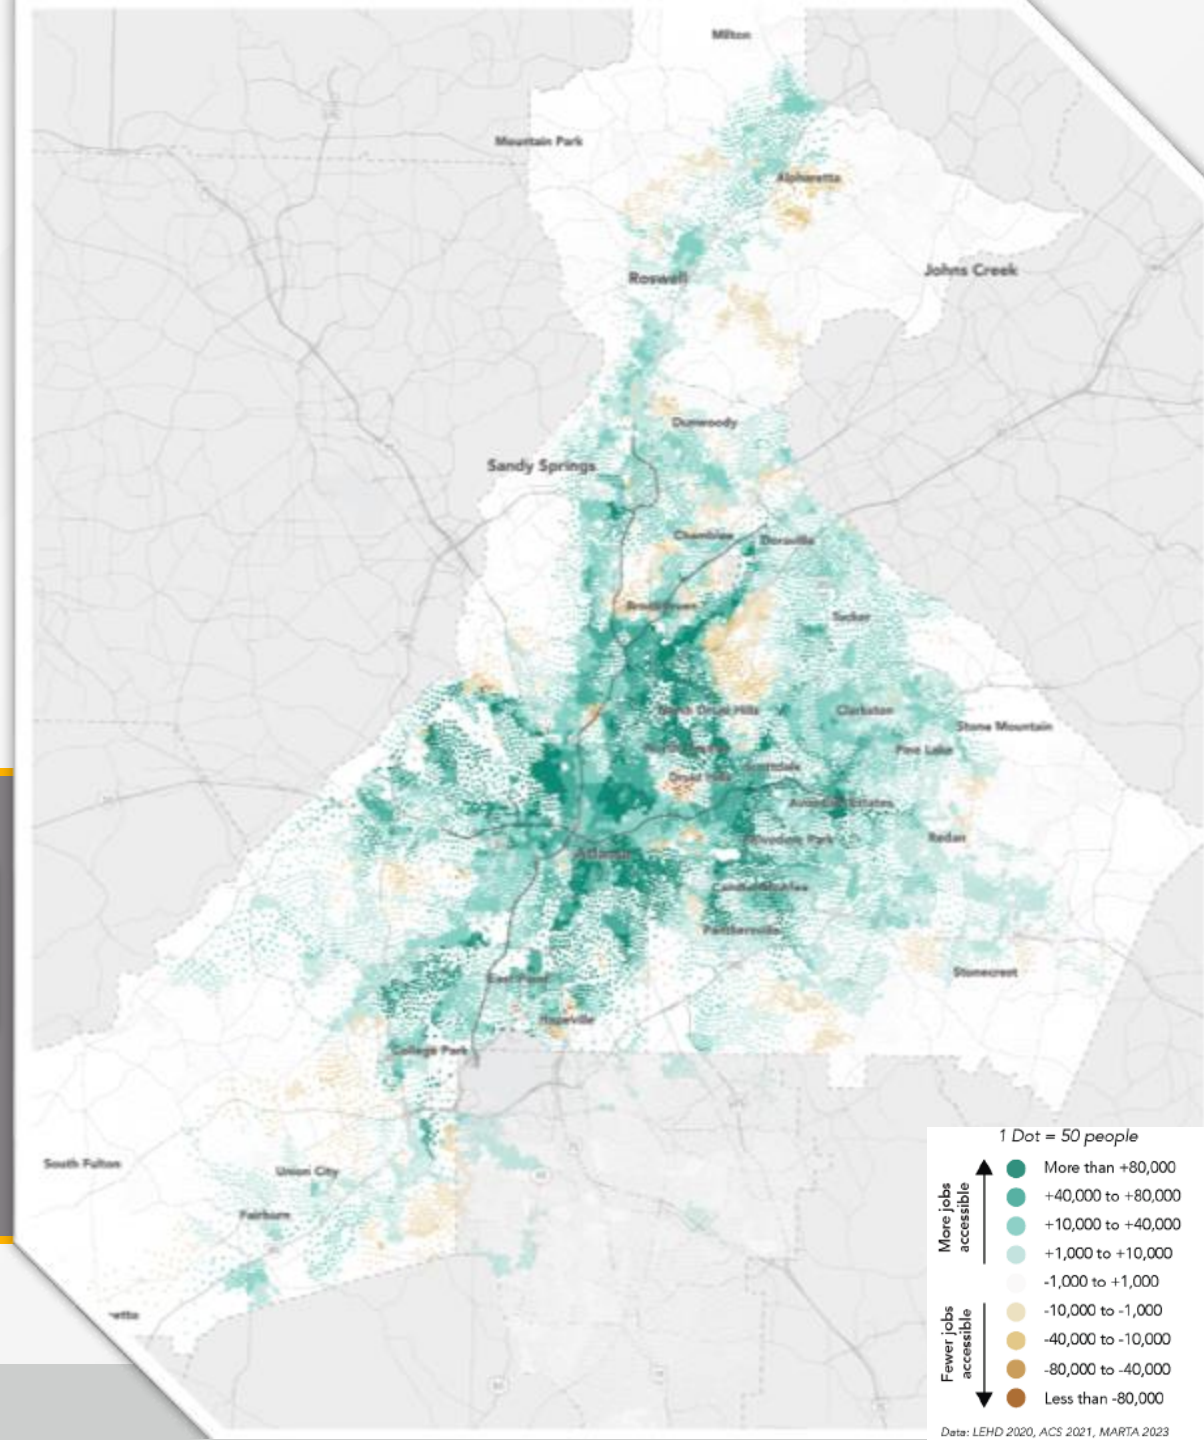 Milton
Mountain Park
Alpharetta
Johns Creek
Roswell
Dunwoody
Sandy Springs
Chamblee
Doraville
Brookhaven
Tucker
North Druid Hills
Clarkston
Stone Mountain
Pine Lake
Scottdale
Druid Hills
Avondale Estates
Redan
Belvedere Park
Atlanta
Candler-McAfee
Panthersville
Stonecrest
East Point
Hapeville
College Park
South Fulton
Union City
Fairburn
1 Dot = 50 people
More jobs
accessible
More than +80,000
+40,000 to +80,000
+10,000 to +40,000
+1,000 to +10,000
-1,000 to +1,000
Fewer jobs
accessible
-10,000 to -1,000
-40,000 to -10,000
-80,000 to -40,000
Less than -80,000
Data: LEHD 2020, ACS 2021, MARTA 2023